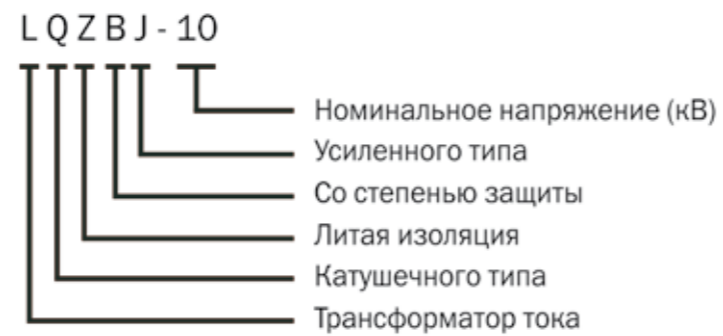 LQZBJ-10
Номинальное напряжение (кВ)
Усиленного типа
Со степенью защиты
Литая изоляция
Катушечного типа
Трансформатор тока